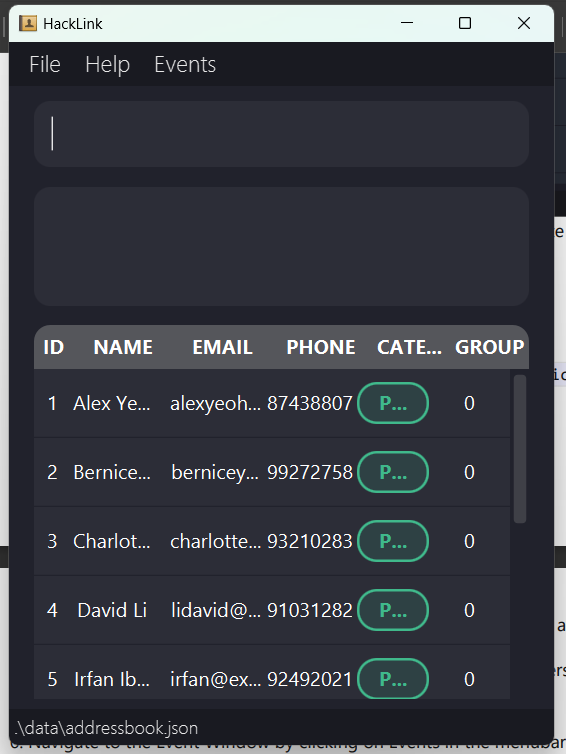 HackLink
File Help Events
ID NAME EMAIL PHONE CATE... GROUP
1 Alex Ye... alexyeoh... 87438807 P... 0
2 Bernice... bernicey... 99272758 P... 0
3 Charlot... charlotte... 93210283 P... 0
4 David Li lidavid@... 91031282 P... 0
5 Irfan Ib... irfan@ex... 92492021 P... 0
.\data\addressbook.json
6. Navigate to the Event Window by clicking on Events in the menubar